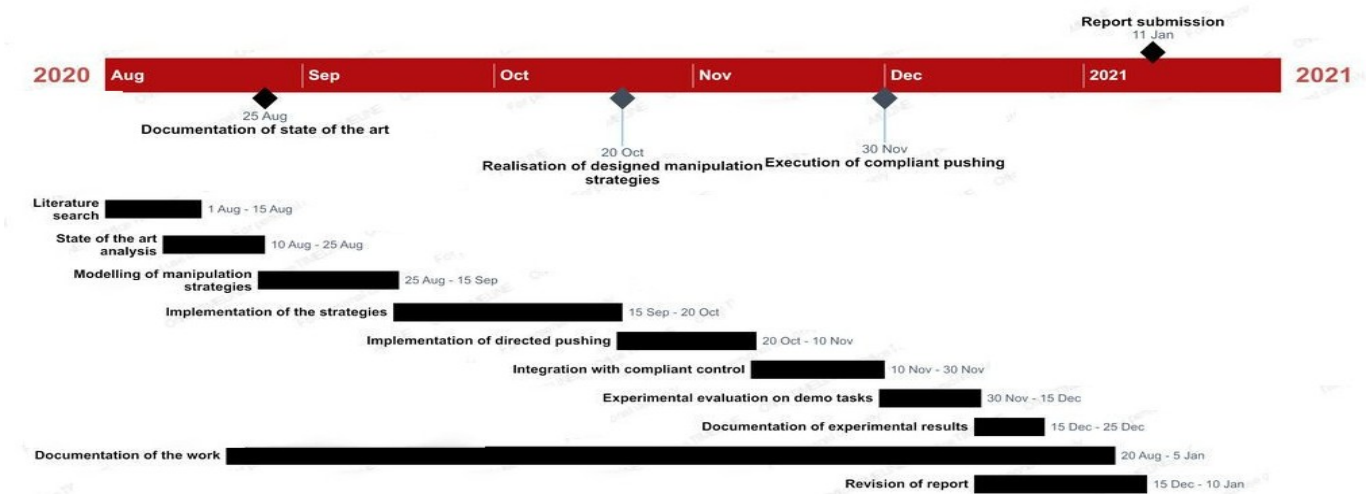 Report submission
11 Jan
2020 Aug Sep Oct Nov Dec 2021 2021
25 Aug
Documentation of state of the art
20 Oct
Realisation of designed manipulation
strategies
30 Nov
Execution of compliant pushing
Literature
search
1 Aug - 15 Aug
State of the art
analysis
10 Aug - 25 Aug
Modelling of manipulation
strategies
25 Aug - 15 Sep
Implementation of the strategies 15 Sep - 20 Oct
Implementation of directed pushing 20 Oct - 10 Nov
Integration with compliant control 10 Nov - 30 Nov
Experimental evaluation on demo tasks 30 Nov - 15 Dec
Documentation of experimental results 15 Dec - 25 Dec
Documentation of the work 20 Aug - 5 Jan
Revision of report 15 Dec - 10 Jan